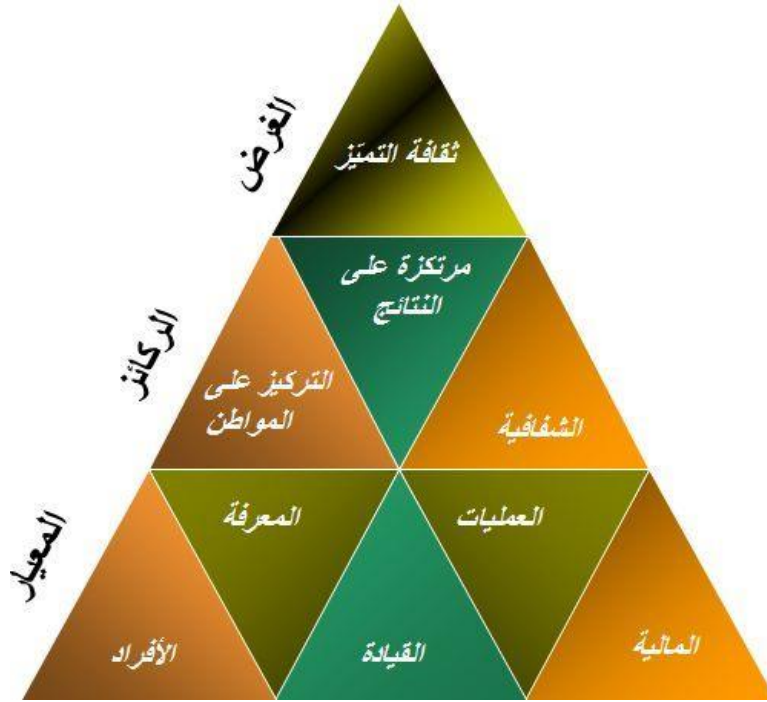 الغرض
ثقافة التميّز
الركائز
مرتكزة على
النتائج
التركيز على
المواطن
الشفافية
المعيار
المعرفة
العمليات
الأفراد
القيادة
المالية